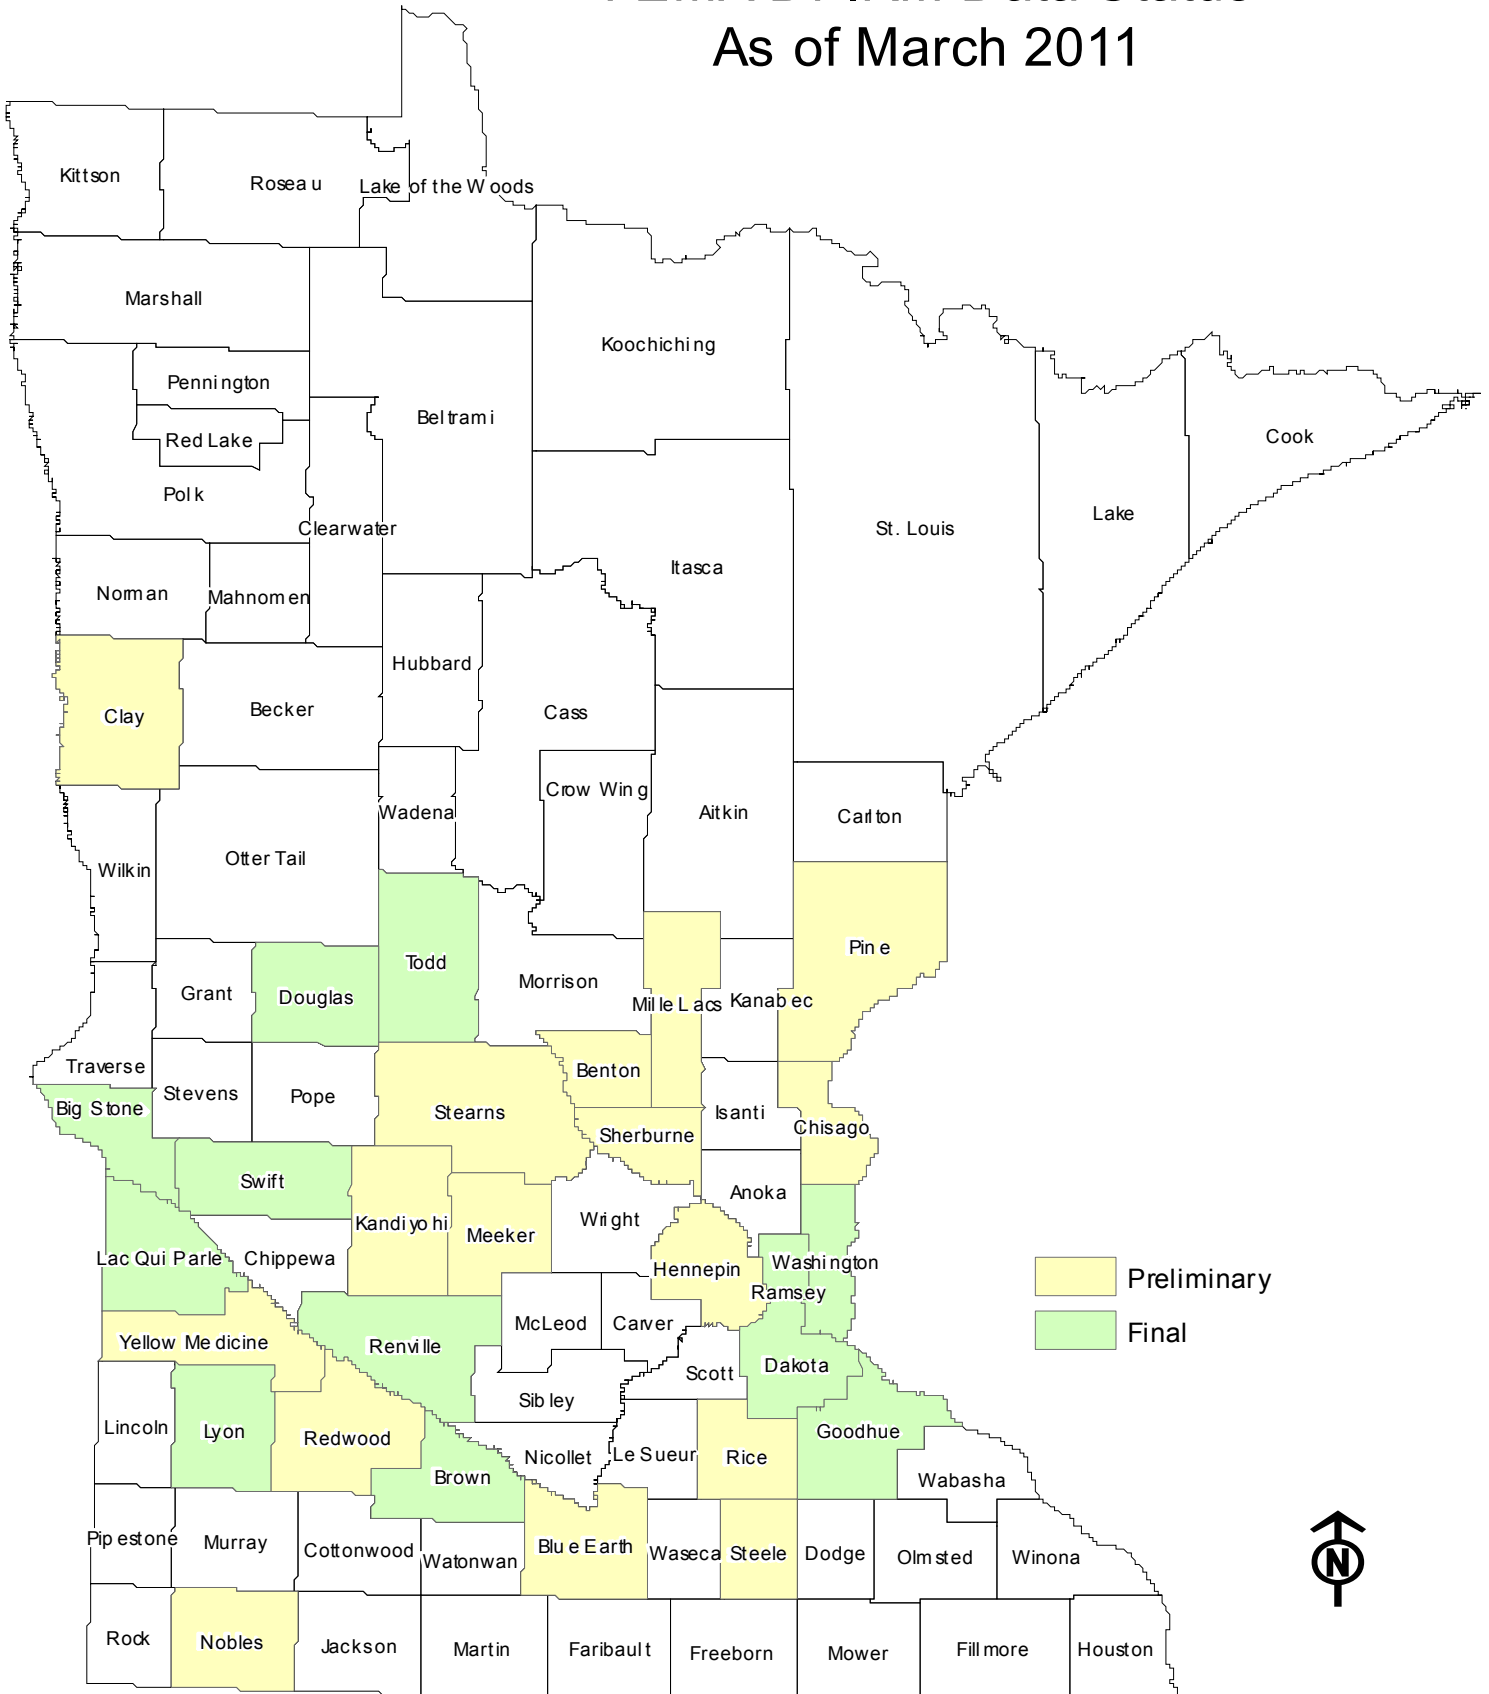 As of March 2011
Kittson
Roseau
Lake of the Woods
Marshall
Koochiching
Pennington
Beltrami
Red Lake
Cook
Polk
Lake
Clearwater
St. Louis
Itasca
Norman
Mahnomen
Hubbard
Clay
Becker
Cass
Crow Wing
Wadena
Aitkin
Carlton
Otter Tail
Wilkin
Pine
Todd
Morrison
Grant
Douglas
Mille Lacs
Kanabec
Traverse
Benton
Stevens
Pope
Big Stone
Stearns
Isanti
Chisago
Sherburne
Swift
Anoka
Wright
Kandiyohi
Meeker
Lac Qui Parle
Chippewa
Washington
Hennepin
Preliminary
Ramsey
McLeod
Carver
Final
Yellow Medicine
Renville
Dakota
Scott
Sibley
Lincoln
Lyon
Redwood
Goodhue
Nicollet
Le Sueur
Rice
Brown
Wabasha
Pipestone
Murray
Cottonwood
Watonwan
Blue Earth
Waseca
Steele
Dodge
Olmsted
Winona
N
Rock
Nobles
Jackson
Martin
Faribault
Freeborn
Mower
Fillmore
Houston